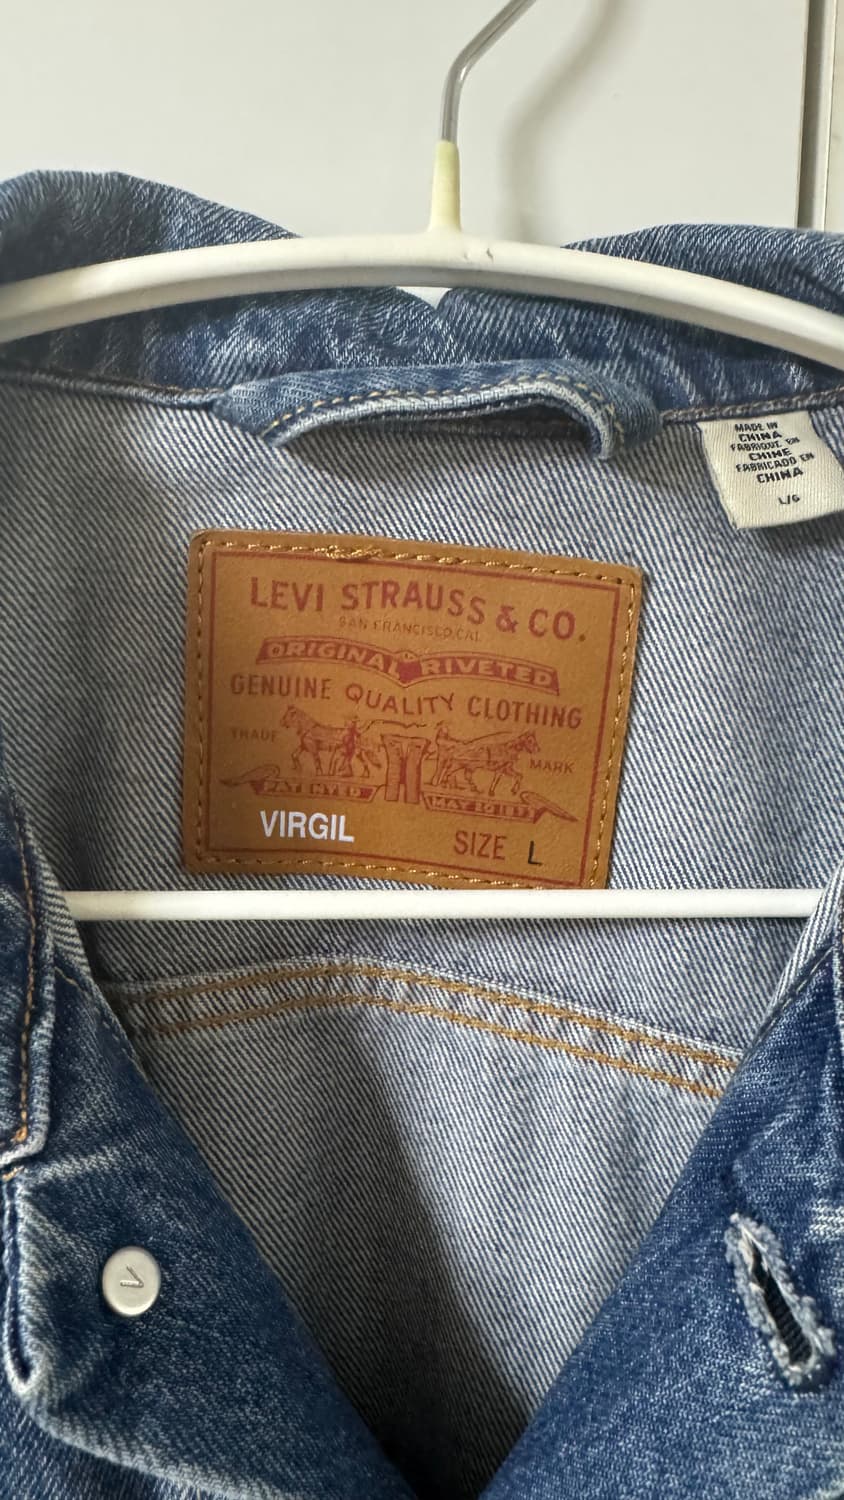 MADE IN
CHINA
FABRIQUÉ EN
CHINE
FABRICADO EN
CHINA
L/G
LEVI STRAUSS & CO.
SAN FRANCISCO, CAL.
ORIGINAL RIVETED
GENUINE QUALITY CLOTHING
TRADE MARK
PATENTED MAY 20 1873
VIRGIL SIZE L
V